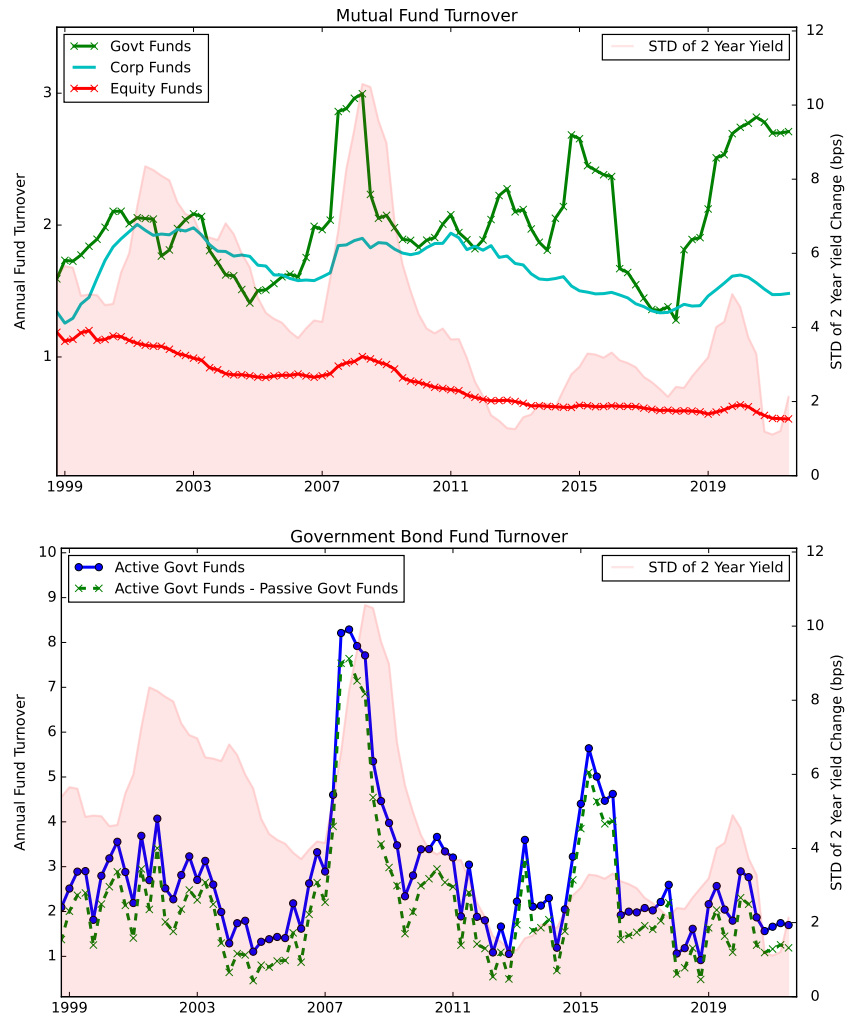 Mutual Fund Turnover
Govt Funds
Corp Funds
Equity Funds
STD of 2 Year Yield
Annual Fund Turnover
3
2
1
12
10
8
6
4
2
0
STD of 2 Year Yield Change (bps)
1999 2003 2007 2011 2015 2019
Government Bond Fund Turnover
Active Govt Funds
Active Govt Funds - Passive Govt Funds
STD of 2 Year Yield
Annual Fund Turnover
10
9
8
7
6
5
4
3
2
1
12
10
8
6
4
2
0
STD of 2 Year Yield Change (bps)
1999 2003 2007 2011 2015 2019